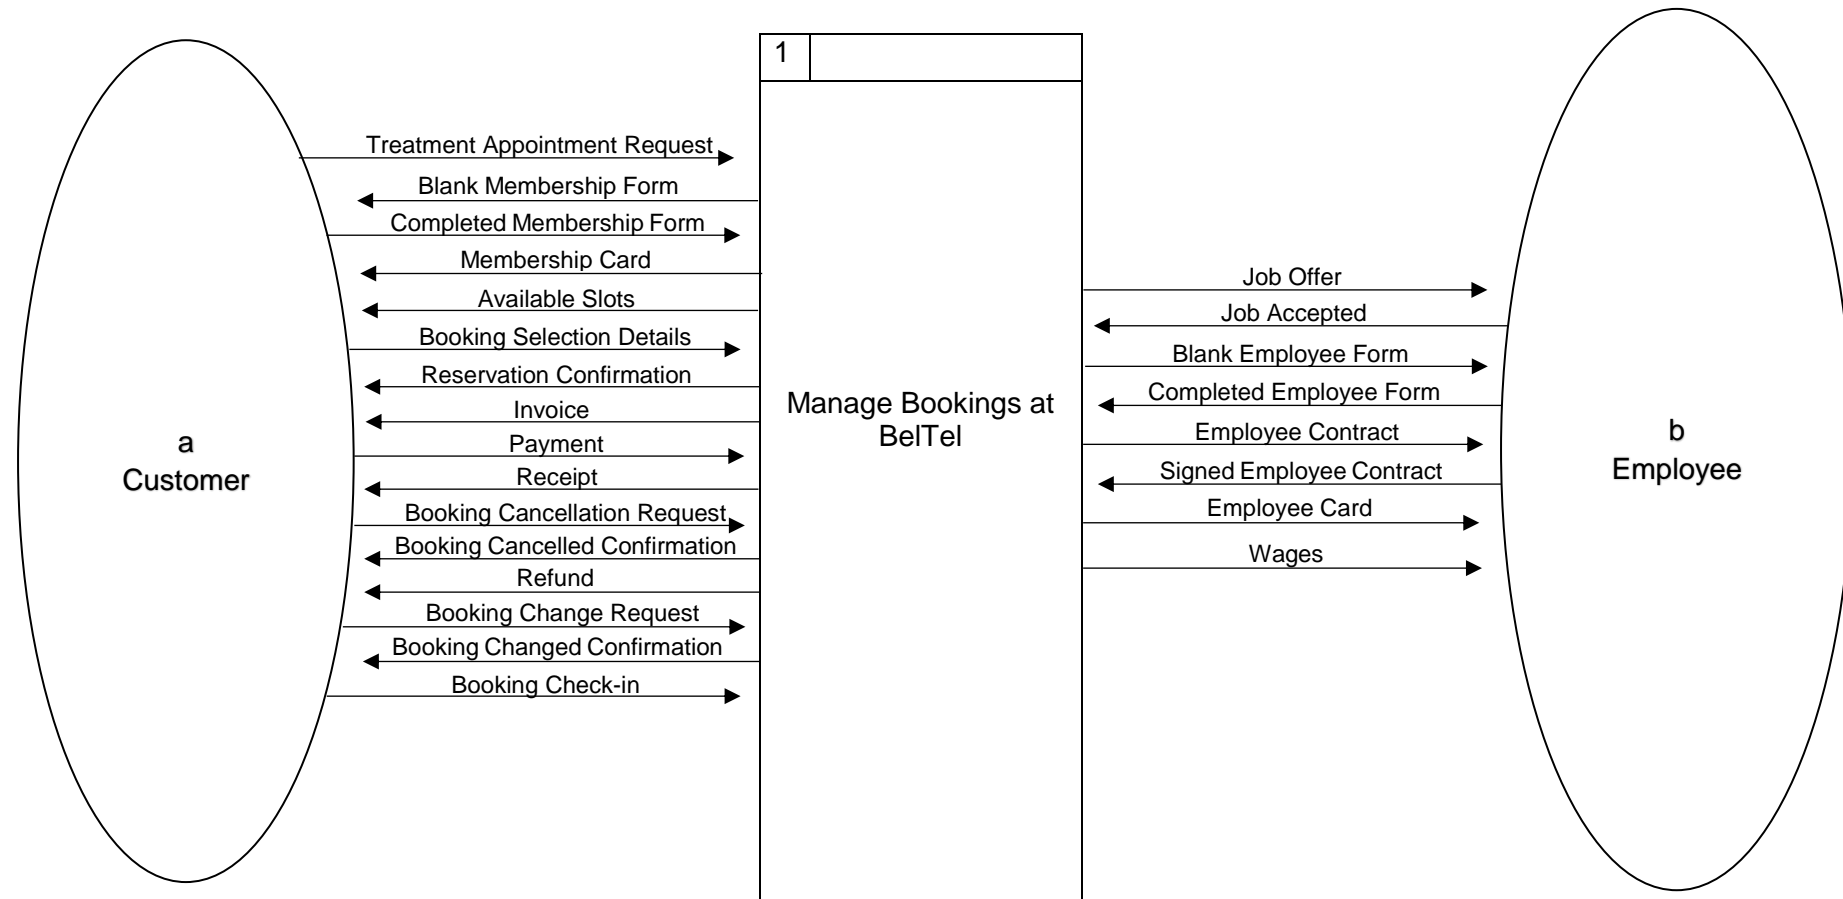 1
Treatment Appointment Request
Blank Membership Form
Completed Membership Form
Membership Card
Available Slots
Booking Selection Details
Reservation Confirmation
Invoice
Payment
Receipt
Booking Cancellation Request
Booking Cancelled Confirmation
Refund
Booking Change Request
Booking Changed Confirmation
Booking Check-in
a
Customer
Manage Bookings at
BelTel
Job Offer
Job Accepted
Blank Employee Form
Completed Employee Form
Employee Contract
Signed Employee Contract
Employee Card
Wages
b
Employee